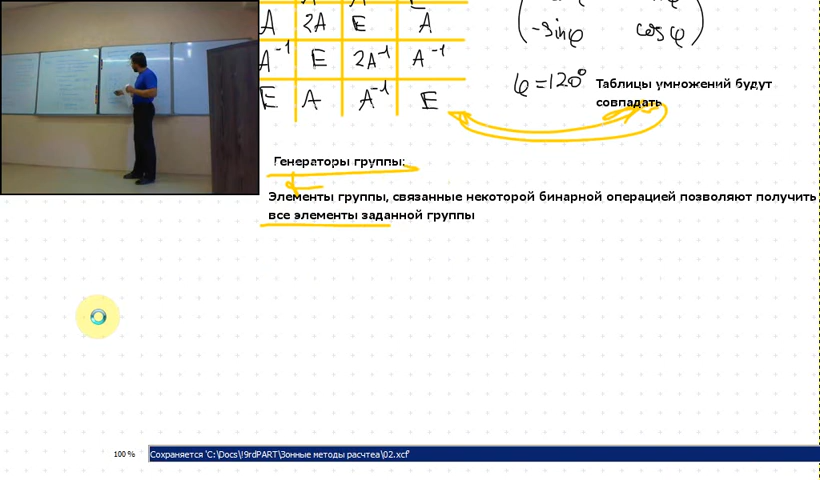 A 2A E A
A⁻¹ E 2A⁻¹ A⁻¹
E A A⁻¹ E
-sinφ cosφ
φ=120°
Таблицы умножений будут
совпадать
Генераторы группы:
Элементы группы, связанные некоторой бинарной операцией позволяют получить
все элементы заданной группы
100 % Сохраняется 'C:\Docs\!9rdPART\Зонные методы расчтеа\02.xcf'